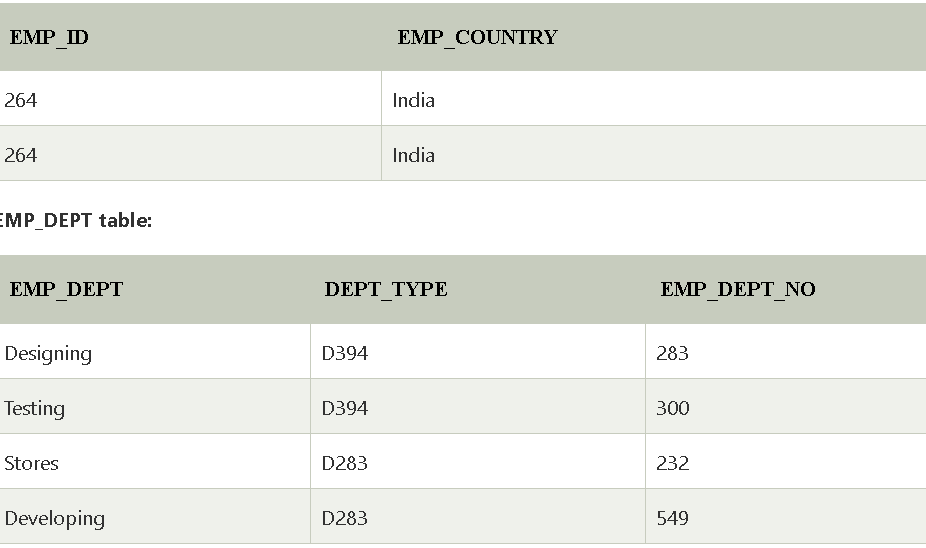 EMP_ID EMP_COUNTRY
264 India
264 India
EMP_DEPT table:
EMP_DEPT DEPT_TYPE EMP_DEPT_NO
Designing D394 283
Testing D394 300
Stores D283 232
Developing D283 549